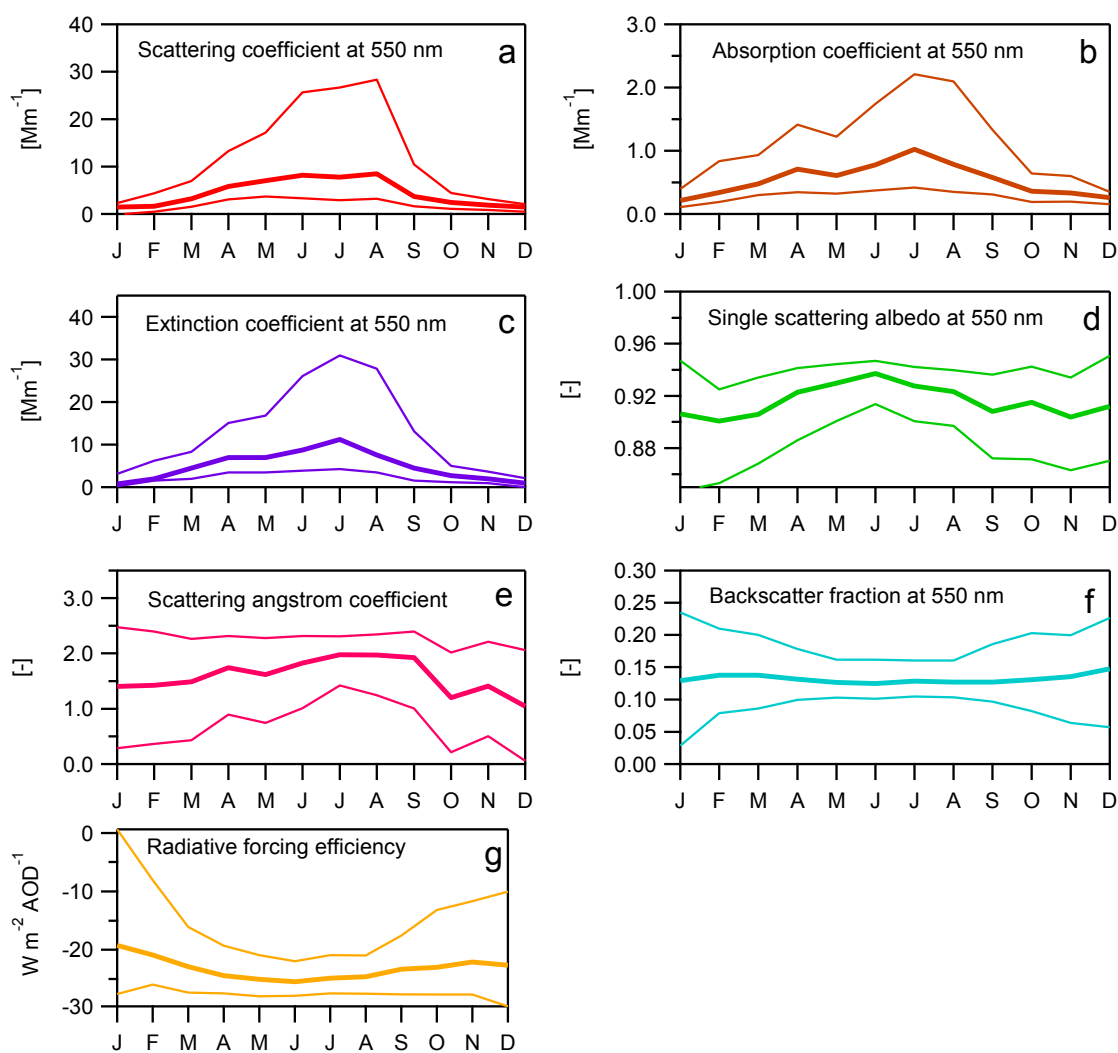 Scattering coefficient at 550 nm
a
[Mm⁻¹]
40
30
20
10
0
J F M A M J J A S O N D
Absorption coefficient at 550 nm
b
[Mm⁻¹]
3.0
2.0
1.0
0.0
J F M A M J J A S O N D
Extinction coefficient at 550 nm
c
[Mm⁻¹]
40
30
20
10
0
J F M A M J J A S O N D
Single scattering albedo at 550 nm
d
[-]
1.00
0.96
0.92
0.88
J F M A M J J A S O N D
Scattering angstrom coefficient
e
[-]
3.0
2.0
1.0
0.0
J F M A M J J A S O N D
Backscatter fraction at 550 nm
f
[-]
0.30
0.25
0.20
0.15
0.10
0.05
0.00
J F M A M J J A S O N D
Radiative forcing efficiency
g
W m⁻² AOD⁻¹
0
-10
-20
-30
J F M A M J J A S O N D